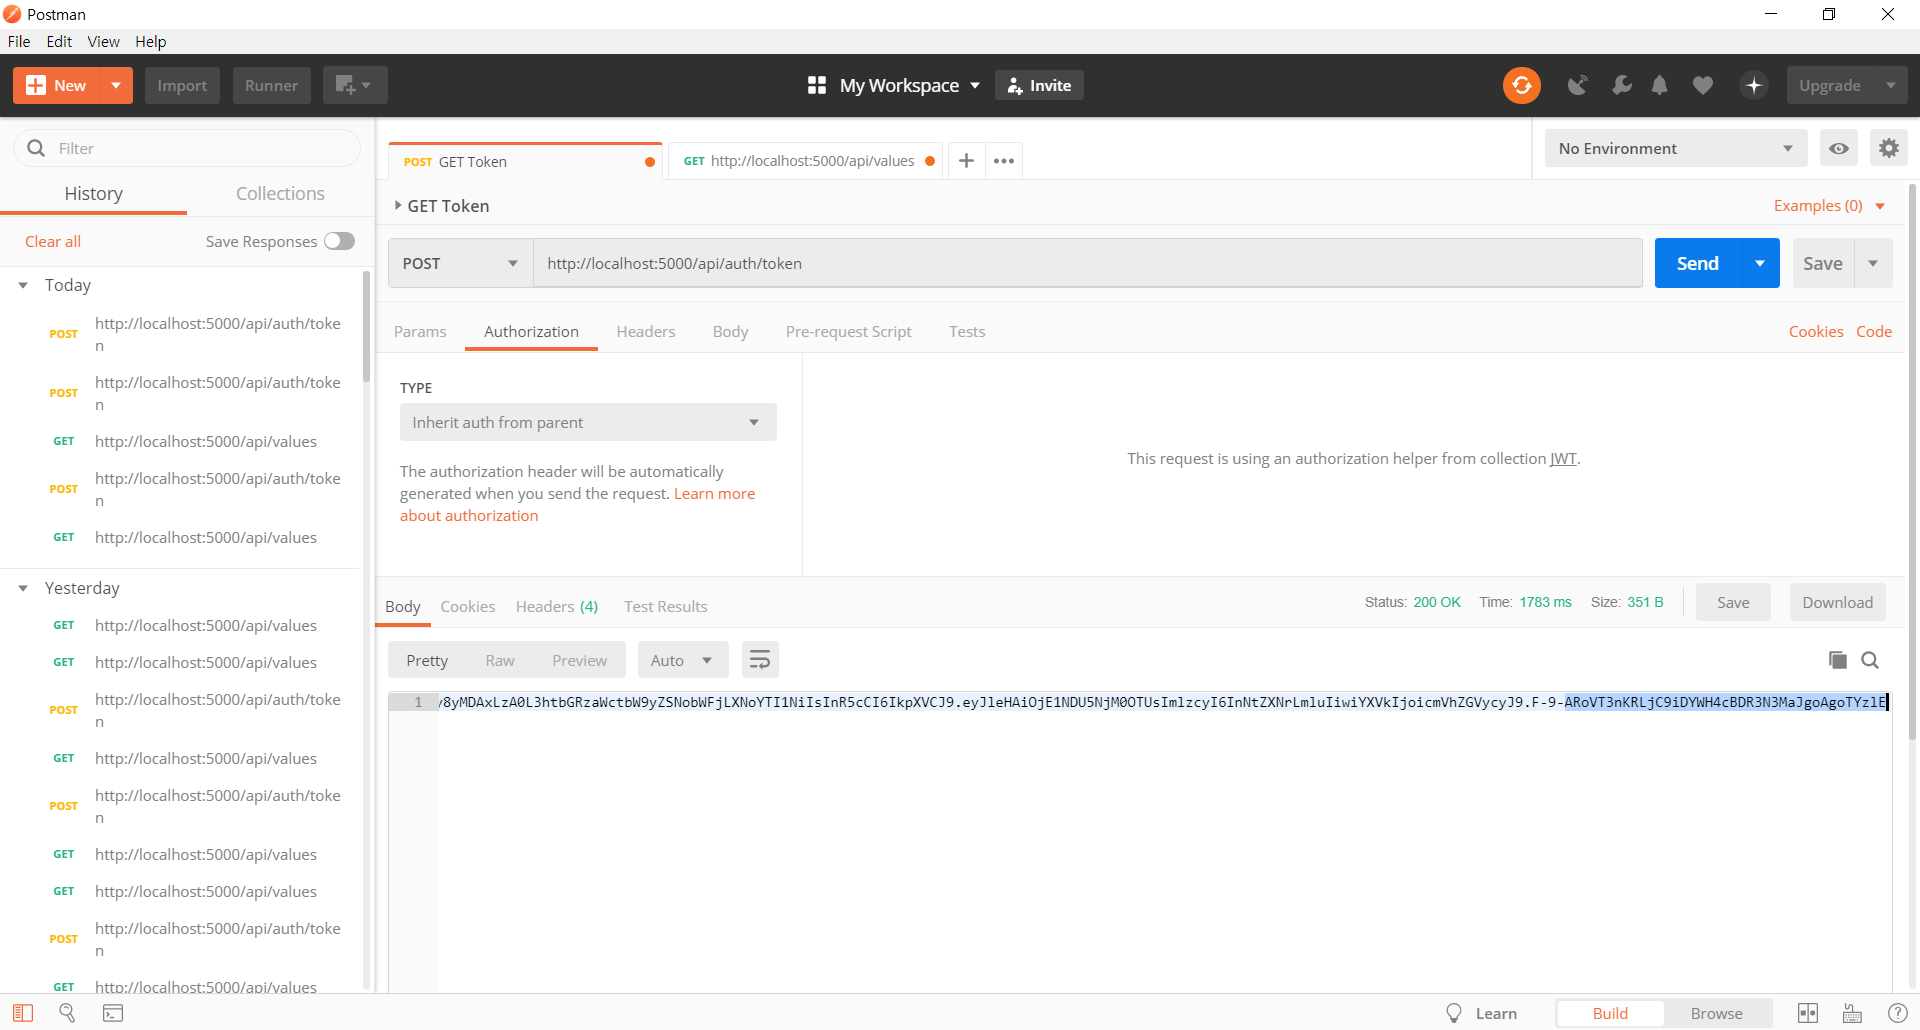 Postman
File Edit View Help
New Import Runner My Workspace Invite Upgrade
Filter
History Collections
Clear all Save Responses
Today
POST http://localhost:5000/api/auth/toke
n
POST http://localhost:5000/api/auth/toke
n
GET http://localhost:5000/api/values
POST http://localhost:5000/api/auth/toke
n
GET http://localhost:5000/api/values
Yesterday
GET http://localhost:5000/api/values
GET http://localhost:5000/api/values
POST http://localhost:5000/api/auth/toke
n
GET http://localhost:5000/api/values
POST http://localhost:5000/api/auth/toke
n
GET http://localhost:5000/api/values
GET http://localhost:5000/api/values
POST http://localhost:5000/api/auth/toke
n
GET http://localhost:5000/api/values
POST GET Token GET http://localhost:5000/api/values
No Environment
GET Token Examples (0)
POST http://localhost:5000/api/auth/token Send Save
Params Authorization Headers Body Pre-request Script Tests Cookies Code
TYPE
Inherit auth from parent
The authorization header will be automatically
generated when you send the request. Learn more
about authorization
This request is using an authorization helper from collection JWT.
Body Cookies Headers (4) Test Results Status: 200 OK Time: 1783 ms Size: 351 B Save Download
Pretty Raw Preview Auto
1 /8yMDAxLzA0L3htbGRzaWctbW9yZSNobWFjLXNoYTI1NiIsInR5cCI6IkpXVCJ9.eyJleHAiOjE1NDU5NjM0OTUsImlzcyI6InNtZXNrLmluIiwiYXVkIjoicmVhZGVycyJ9.F-9-ARoVT3nKRLjC9iDYWH4cBDR3N3MaJgoAgoTYzlE
Learn Build Browse